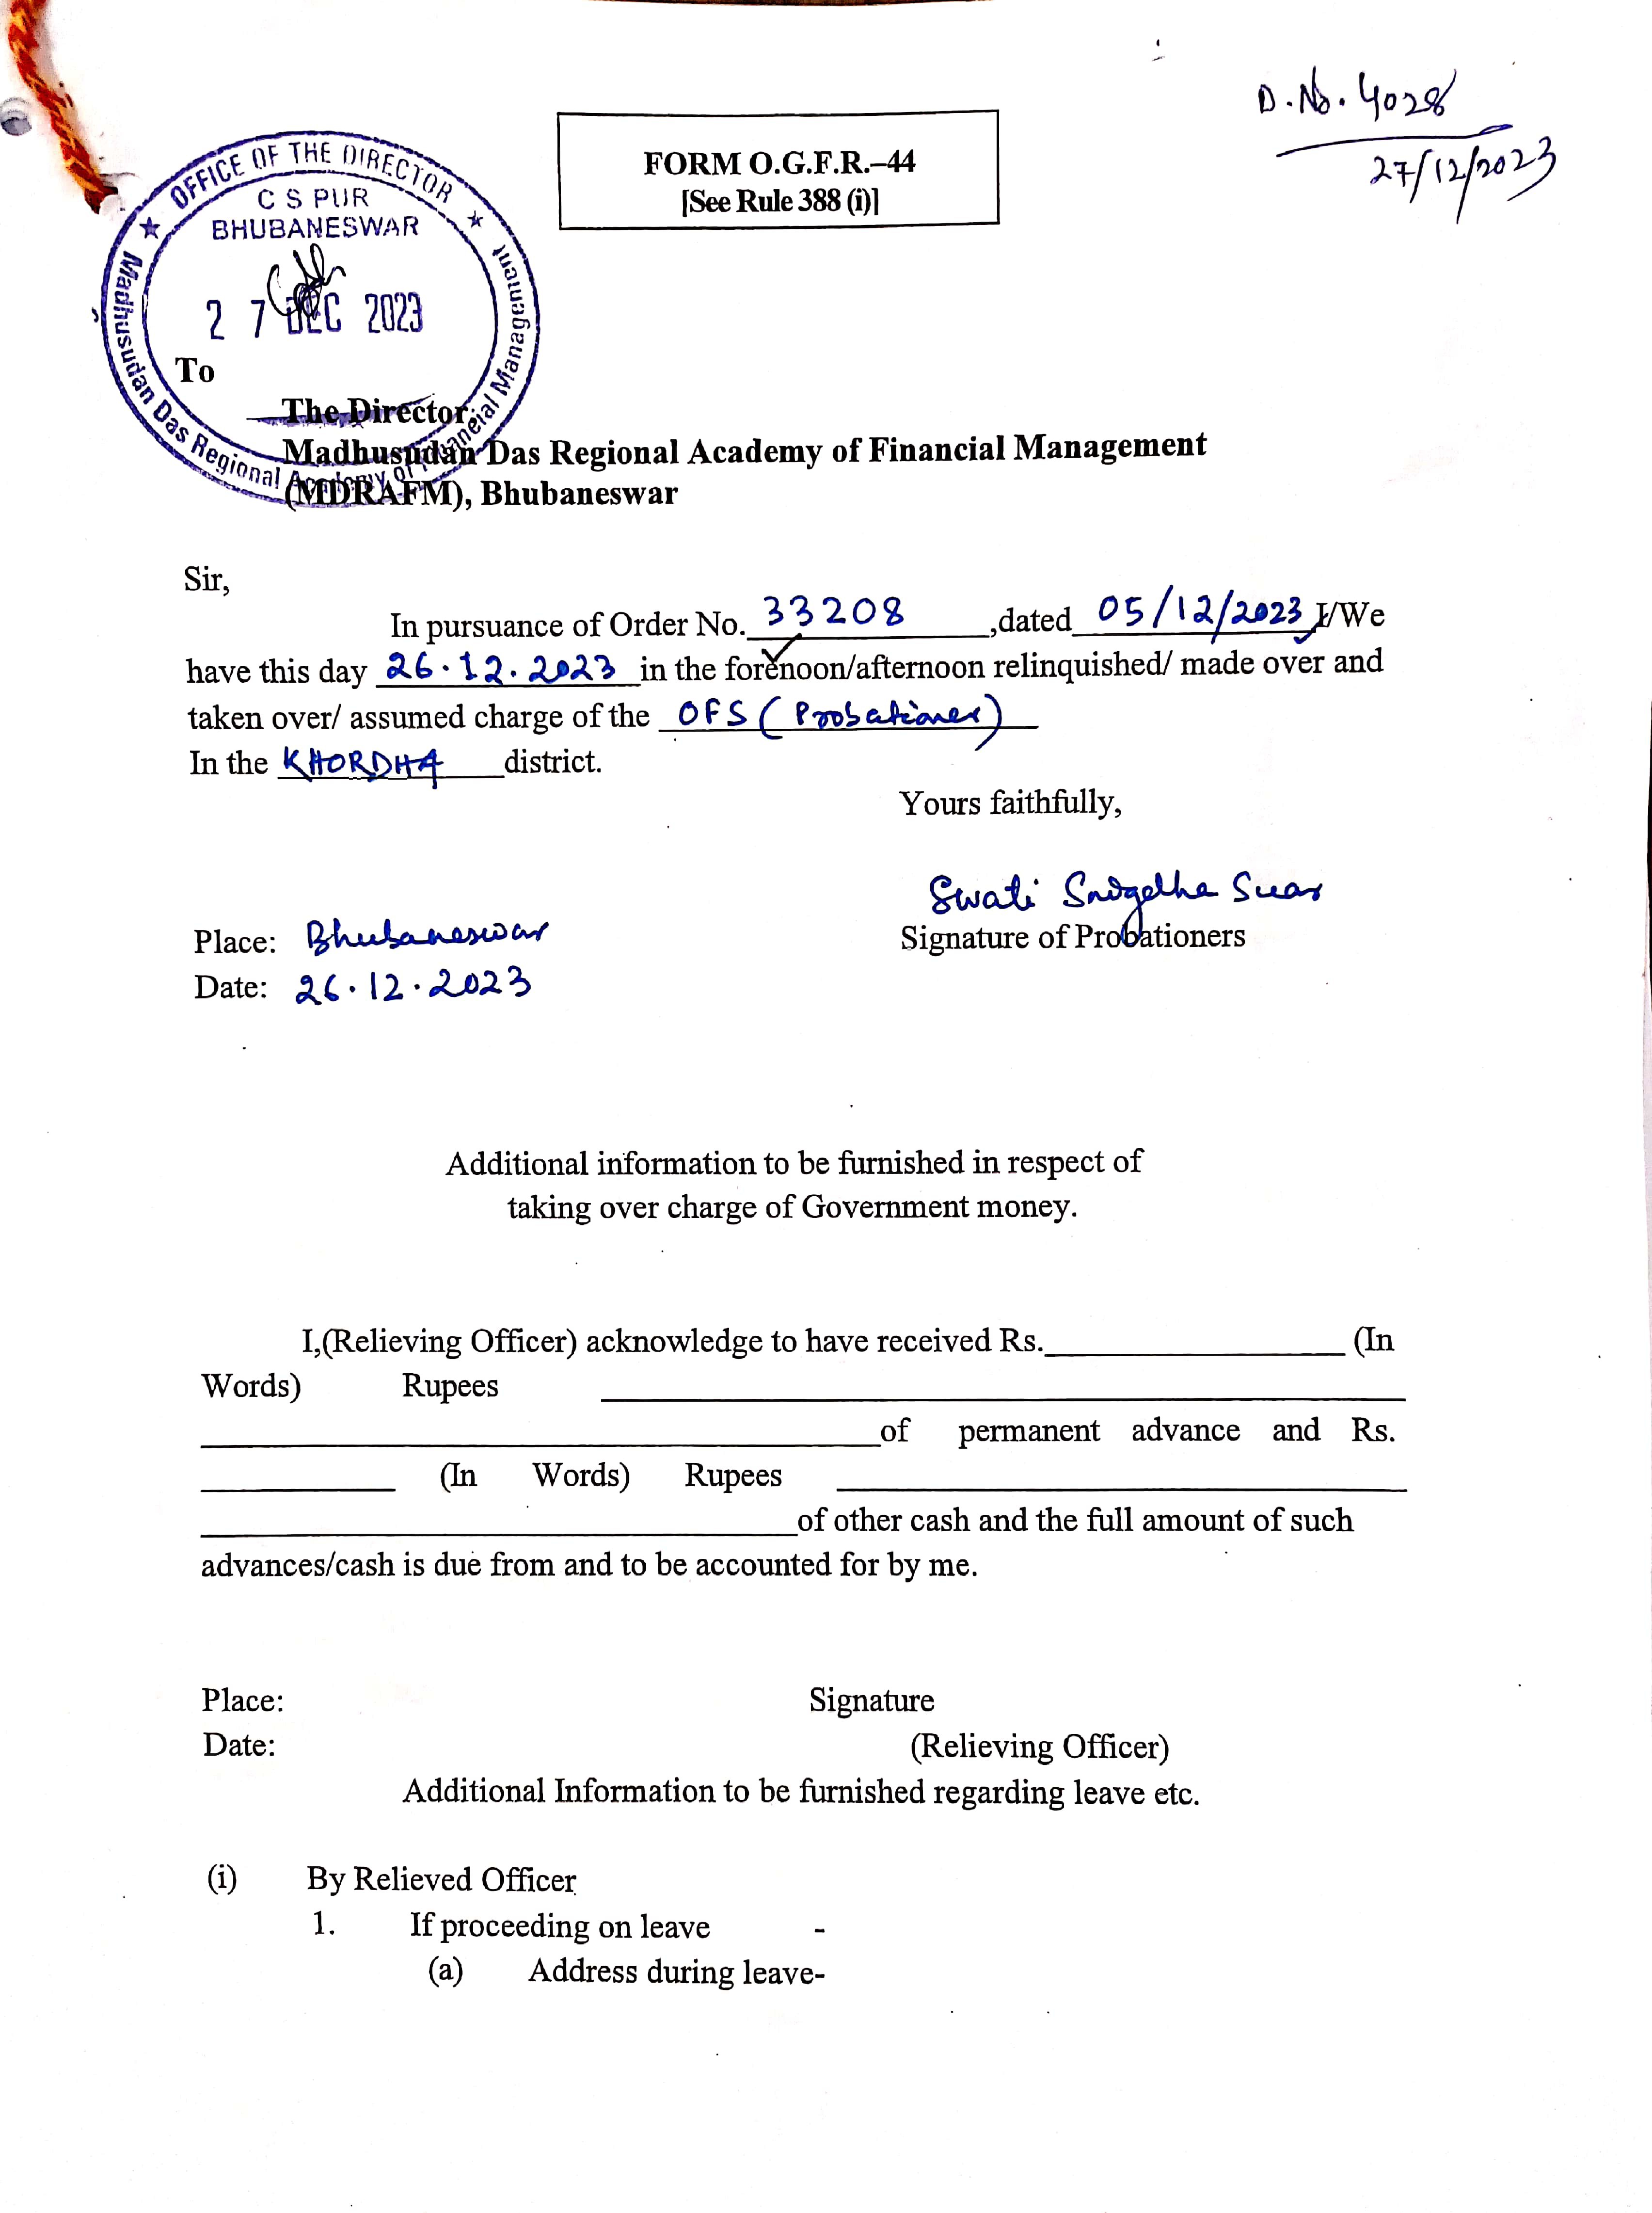 D.No. 4028
27/12/2023
FORM O.G.F.R.–44
[See Rule 388 (i)]
★ OFFICE OF THE DIRECTOR ★
C S PUR
BHUBANESWAR
27 DEC 2023
Madhusudan Das Regional Academy of Financial Management
To
The Director,
Madhusudan Das Regional Academy of Financial Management
(MDRAFM), Bhubaneswar
Sir,
In pursuance of Order No. 33208 ,dated 05/12/2023 I/We
have this day 26.12.2023 in the forenoon/afternoon relinquished/ made over and
taken over/ assumed charge of the OFS (Probationer)
In the KHORDHA district.
Yours faithfully,
Swati Snigdha Suar
Signature of Probationers
Place: Bhubaneswar
Date: 26.12.2023
Additional information to be furnished in respect of
taking over charge of Government money.
I,(Relieving Officer) acknowledge to have received Rs.____ (In
Words) Rupees ____
____of permanent advance and Rs.
____ (In Words) Rupees ____
____of other cash and the full amount of such
advances/cash is due from and to be accounted for by me.
Place: Signature
Date: (Relieving Officer)
Additional Information to be furnished regarding leave etc.
(i) By Relieved Officer
1. If proceeding on leave -
(a) Address during leave-